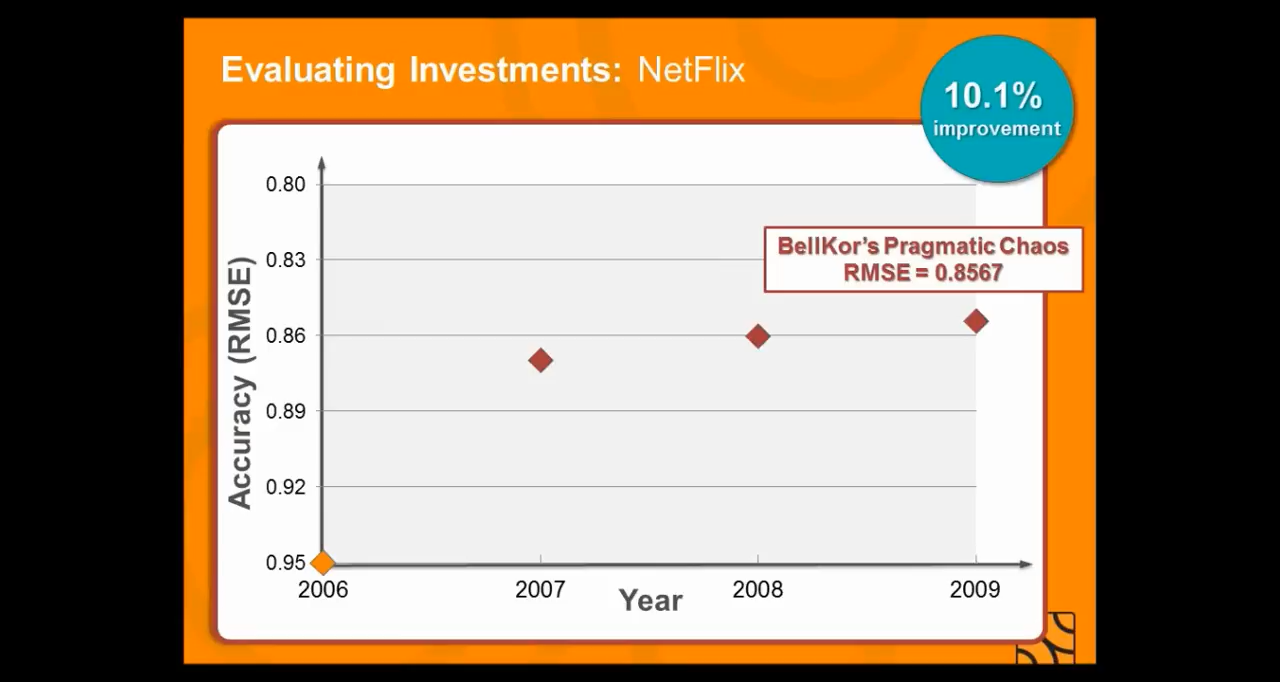 Evaluating Investments: NetFlix
10.1%
improvement
0.80
0.83
0.86
0.89
0.92
0.95
Accuracy (RMSE)
BellKor's Pragmatic Chaos
RMSE = 0.8567
2006
2007
2008
2009
Year